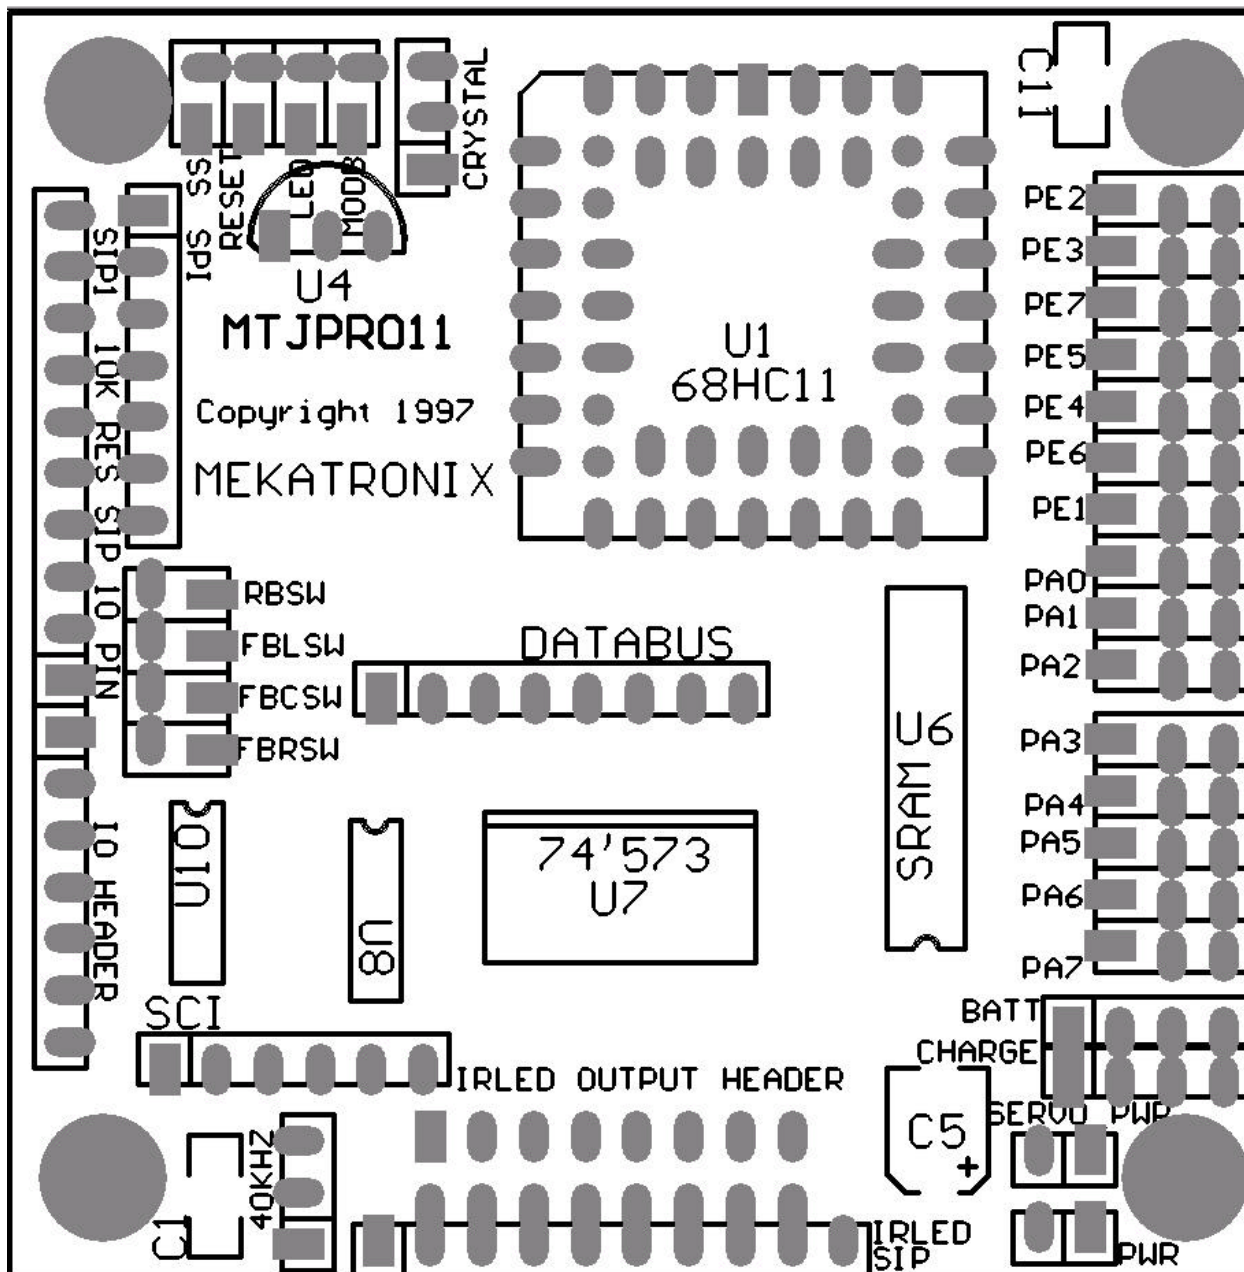 SS
RESET
LED
MODB
CRYSTAL
C11
SPI
U4
MTJPRO11
Copyright 1997
MEKATRONIX
U1
68HC11
PE2
PE3
PE7
PE5
PE4
PE6
PE1
PA0
PA1
PA2
PA3
PA4
PA5
PA6
PA7
SIP1 10K RES SIP 10 PIN
RBSW
FBLSW
FBCSW
FBRSW
DATABUS
SRAM U6
U10
U8
74'573
U7
IO HEADER
SCI
BATT
CHARGE
IRLED OUTPUT HEADER
SERVO PWR
C5
+
C1
40KHZ
IRLED
SIP
PWR